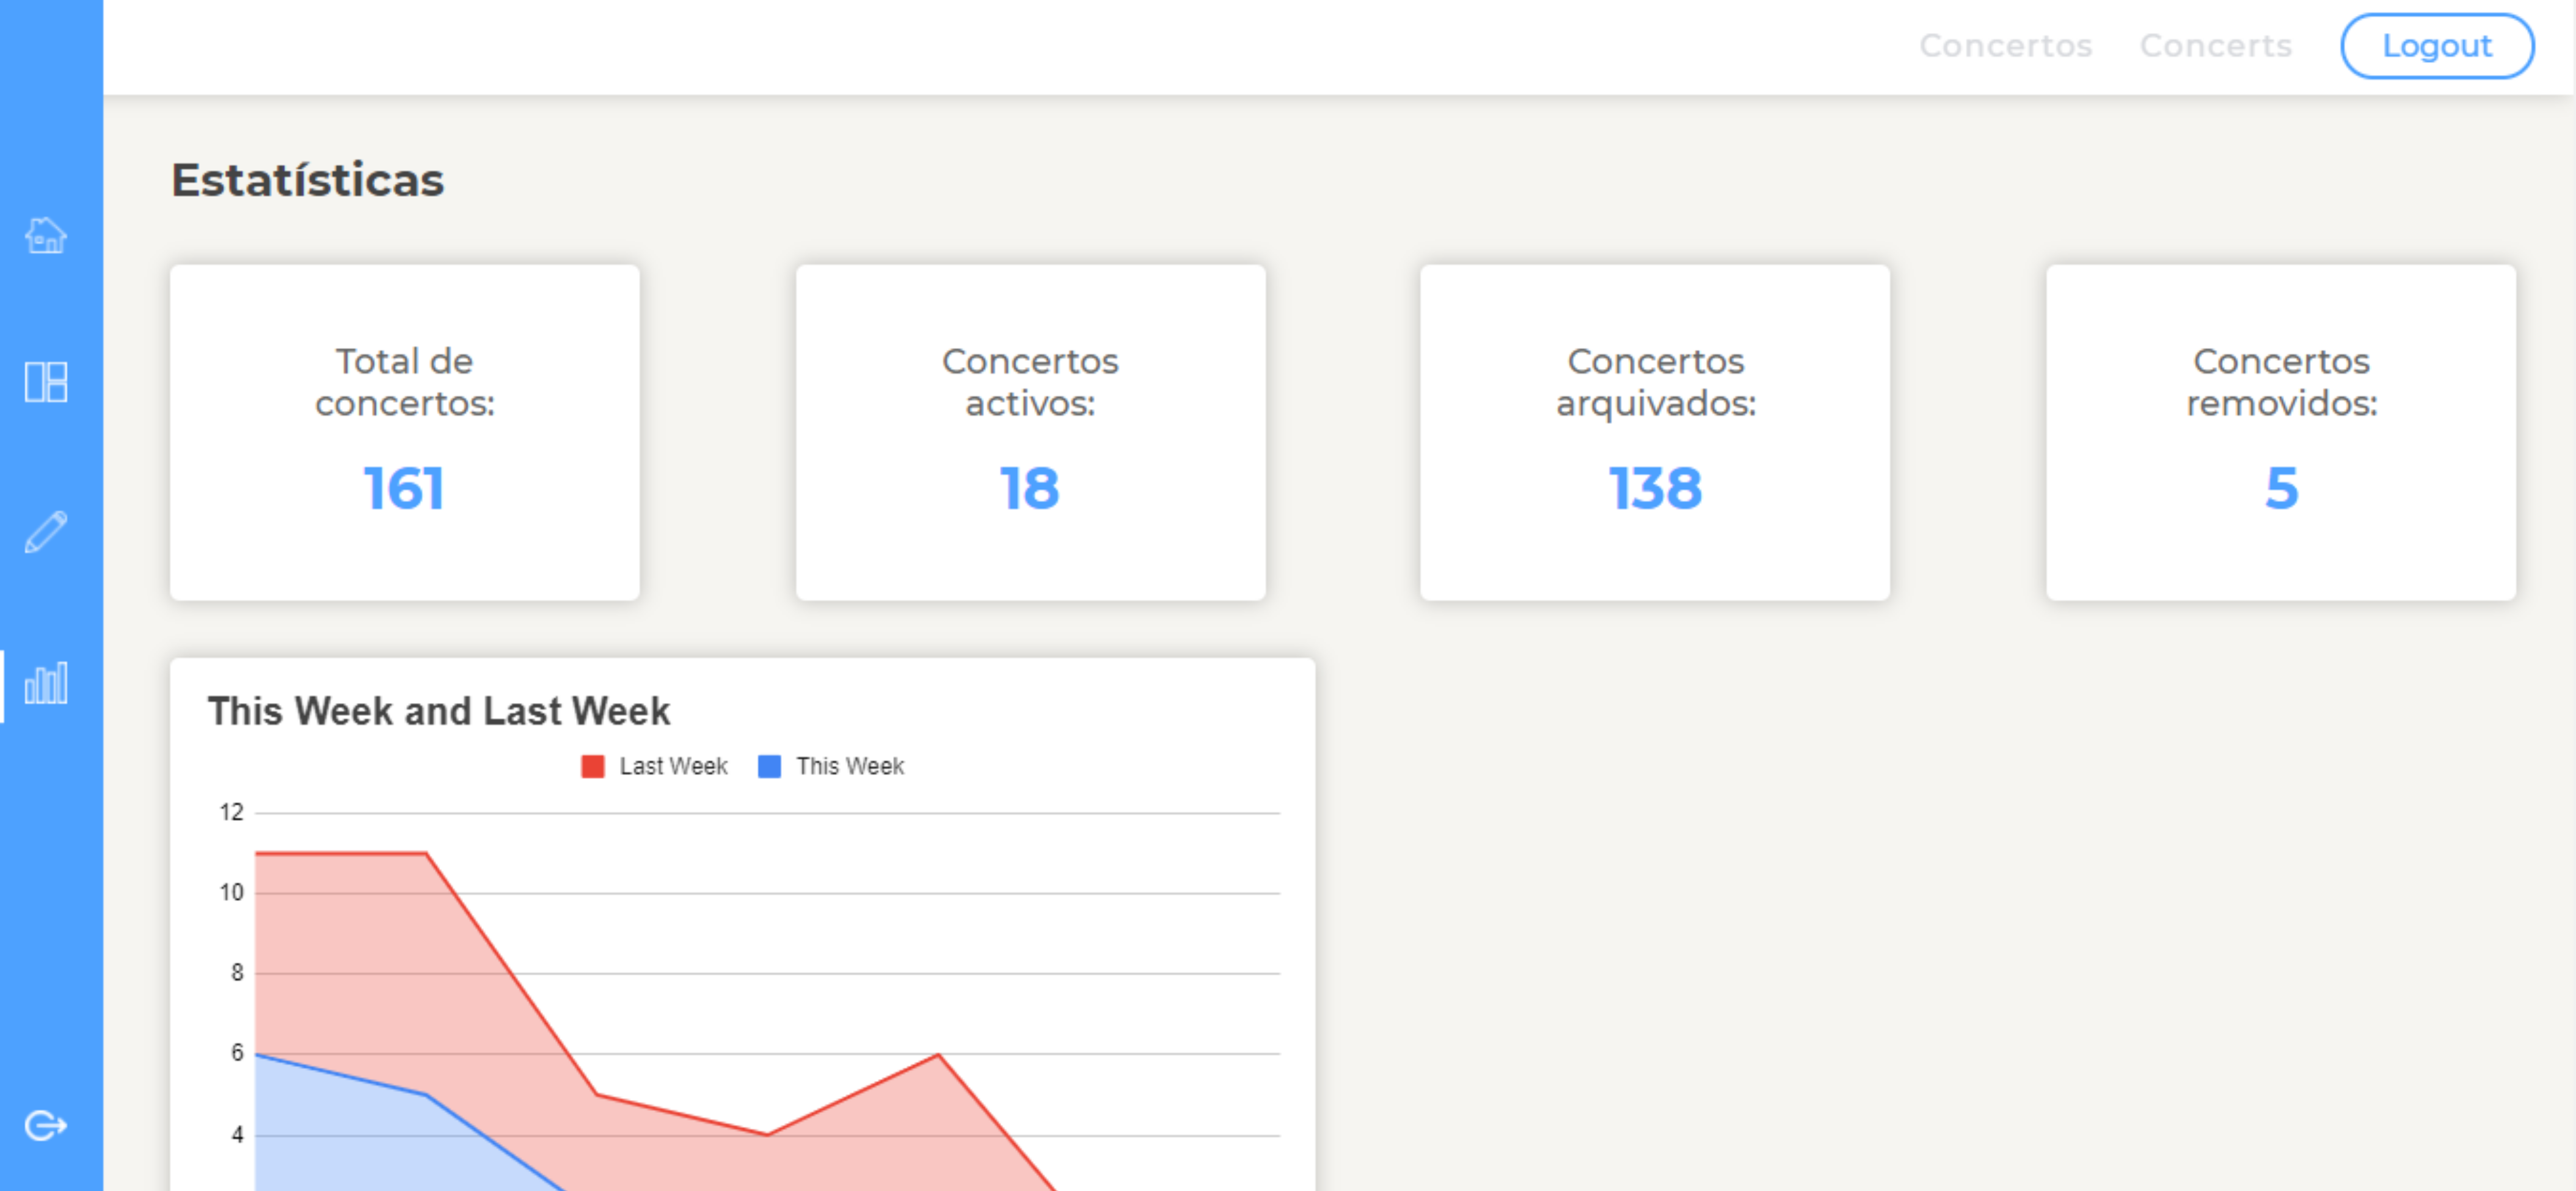 Concertos Concerts Logout
Estatísticas
Total de
concertos:
161
Concertos
activos:
18
Concertos
arquivados:
138
Concertos
removidos:
5
This Week and Last Week
Last Week This Week
12
10
8
6
4